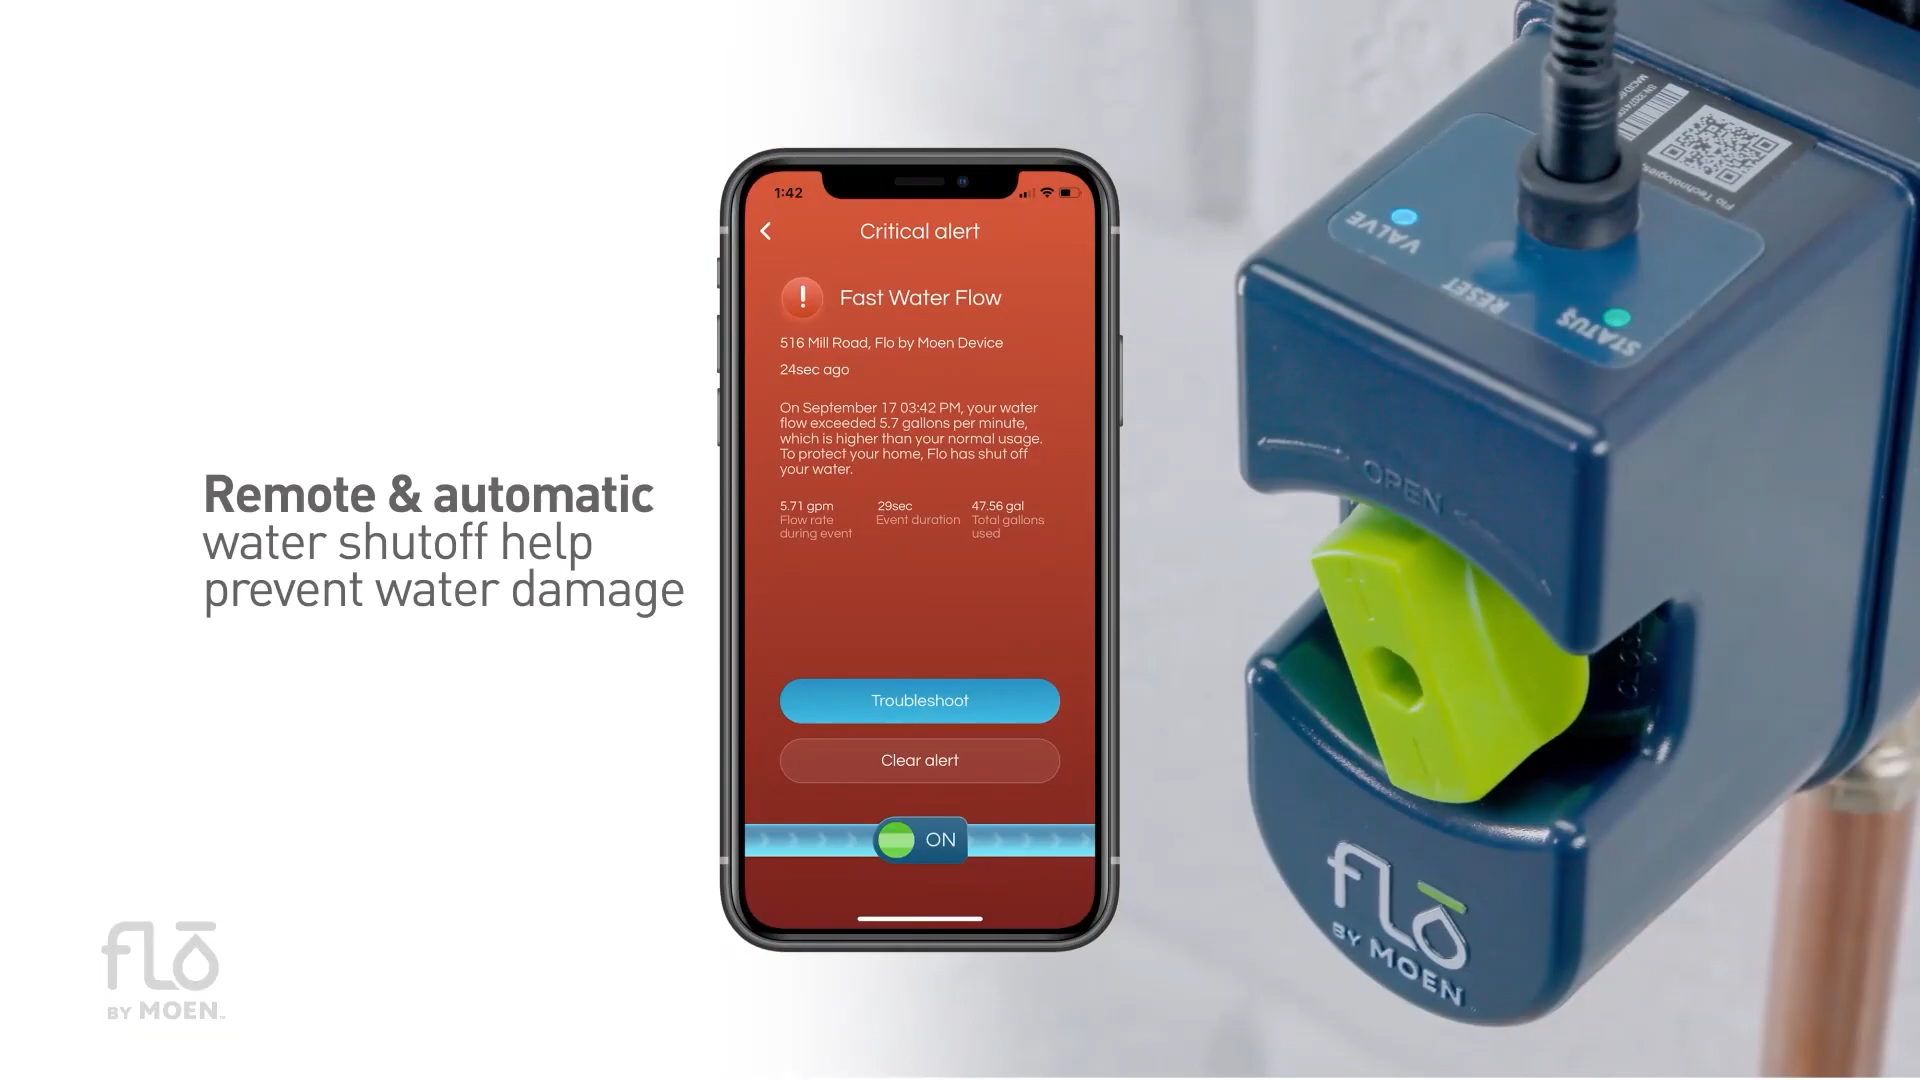 Remote & automatic
water shutoff help
prevent water damage
flō
BY MOEN™
1:42
Critical alert
!
Fast Water Flow
516 Mill Road, Flo by Moen Device
24sec ago
On September 17 03:42 PM, your water
flow exceeded 5.7 gallons per minute,
which is higher than your normal usage.
To protect your home, Flo has shut off
your water.
5.71 gpm
Flow rate
during event
29sec
Event duration
47.56 gal
Total gallons
used
Troubleshoot
Clear alert
ON
Flo Technologies,
VALVE
RESET
STATUS
OPEN
flō
BY MOEN